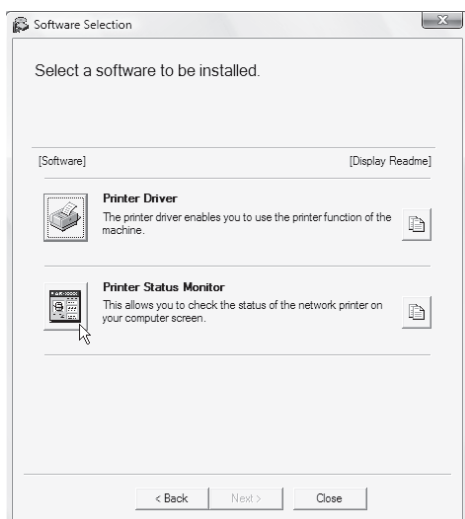 Software Selection
Select a software to be installed.
[Software] [Display Readme]
Printer Driver
The printer driver enables you to use the printer function of the
machine.
Printer Status Monitor
This allows you to check the status of the network printer on
your computer screen.
< Back Next > Close